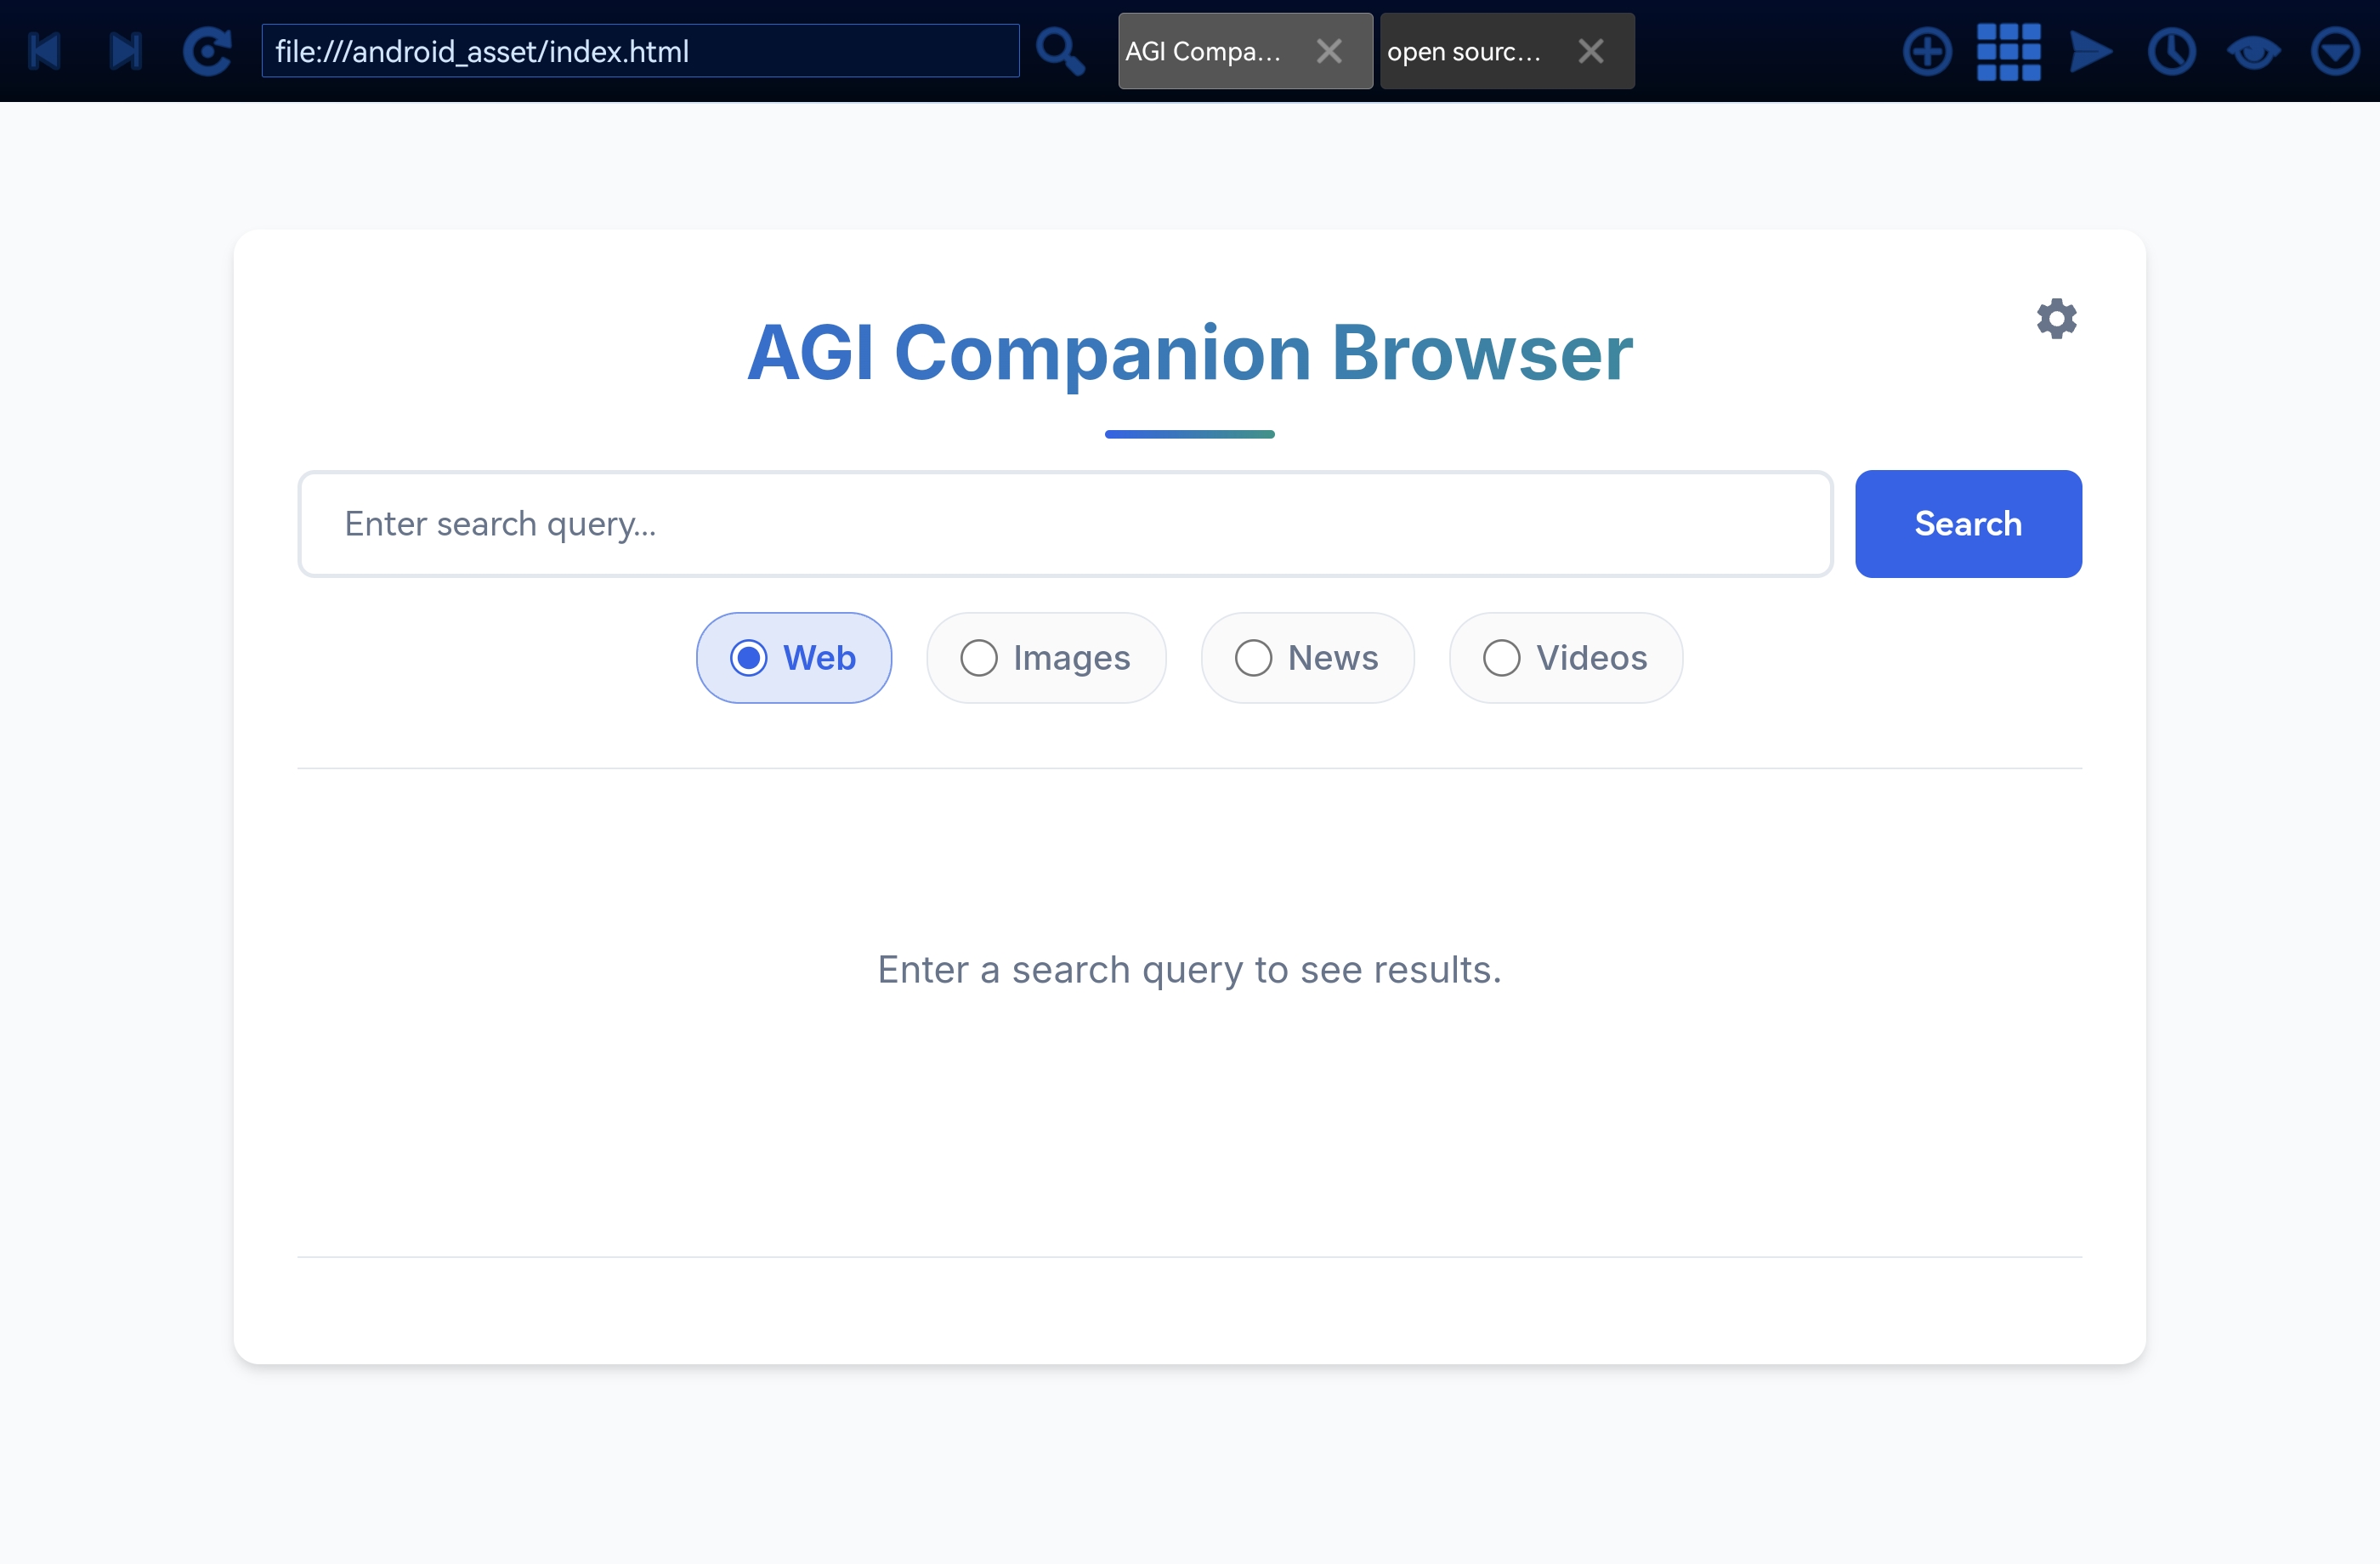 file:///android_asset/index.html
AGI Compa...
open sourc...
AGI Companion Browser
Enter search query...
Search
Web
Images
News
Videos
Enter a search query to see results.